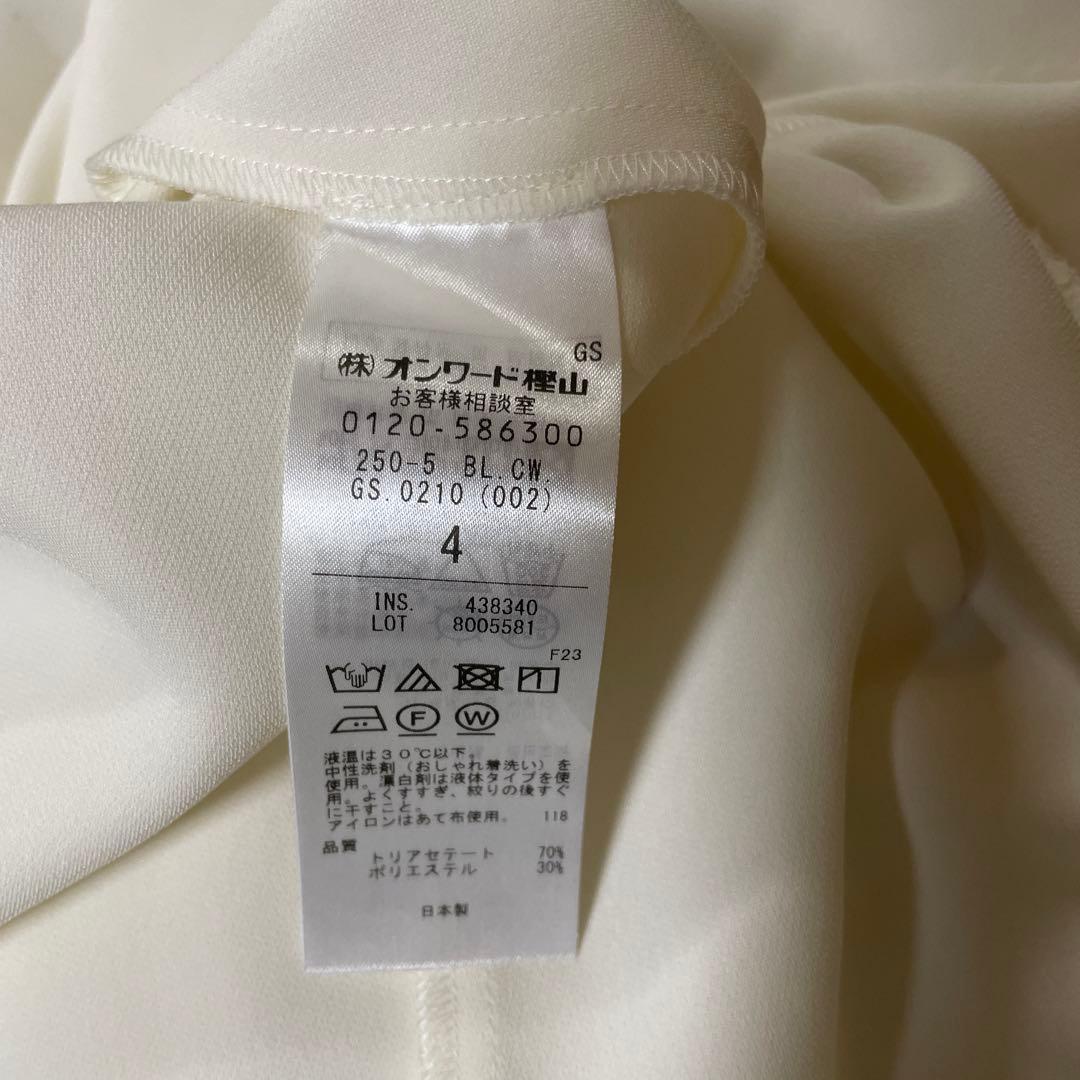 GS
(株)オンワード樫山
お客様相談室
0120-586300
250-5 BL.CW.
GS.0210 (002)
4
INS. 438340
LOT 8005581
F23
F W
液温は30℃以下。
中性洗剤(おしゃれ着洗い)を
使用。漂白剤は液体タイプを使
用。よくすすぎ、絞りの後すぐ
に干すこと。
アイロンはあて布使用。 118
品質
トリアセテート 70%
ポリエステル 30%
日本製